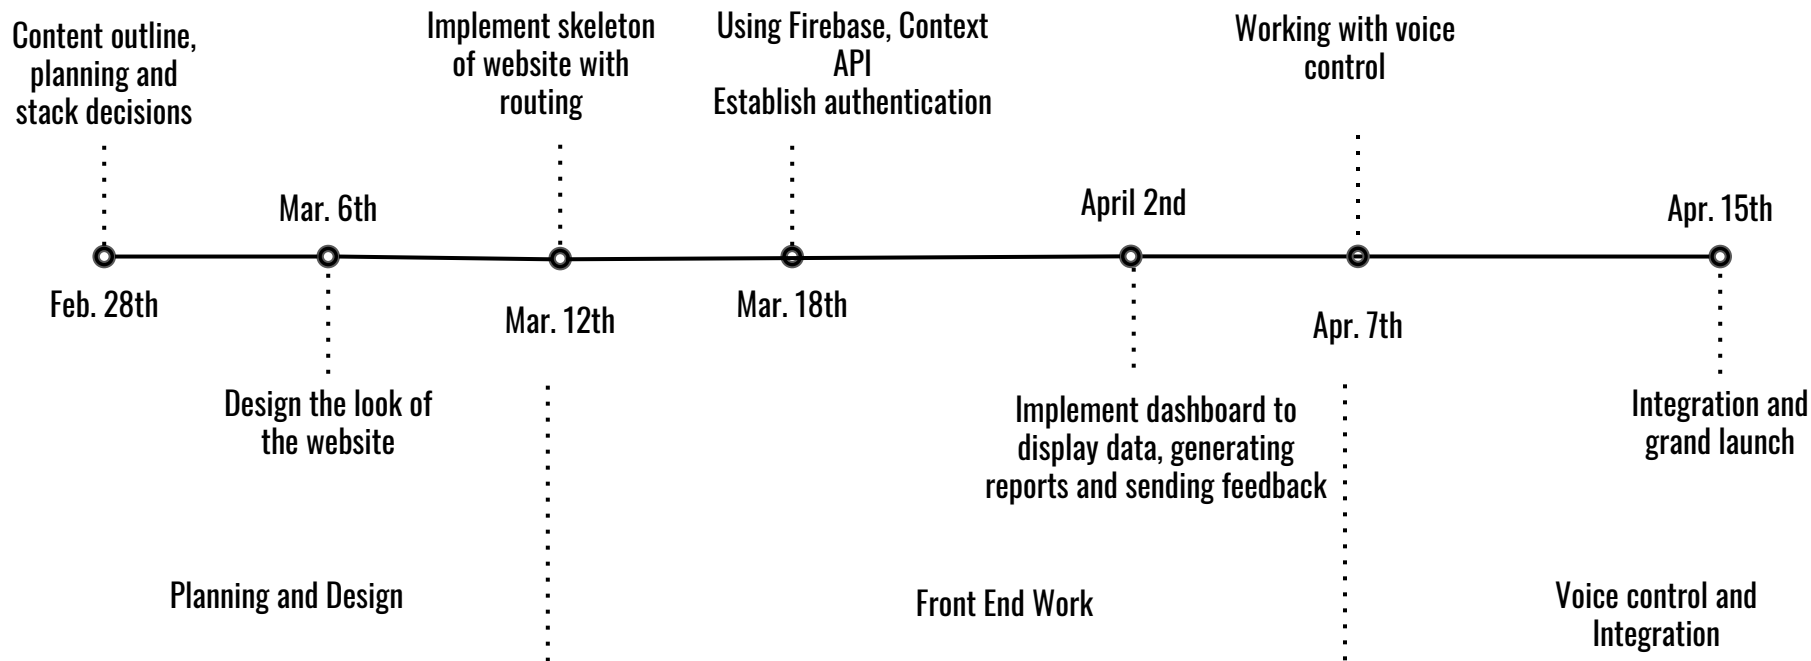 Content outline,
planning and
stack decisions
Implement skeleton
of website with
routing
Using Firebase, Context
API
Establish authentication
Working with voice
control
Mar. 6th
April 2nd
Apr. 15th
Feb. 28th
Mar. 12th
Mar. 18th
Apr. 7th
Design the look of
the website
Implement dashboard to
display data, generating
reports and sending feedback
Integration and
grand launch
Planning and Design
Front End Work
Voice control and
Integration